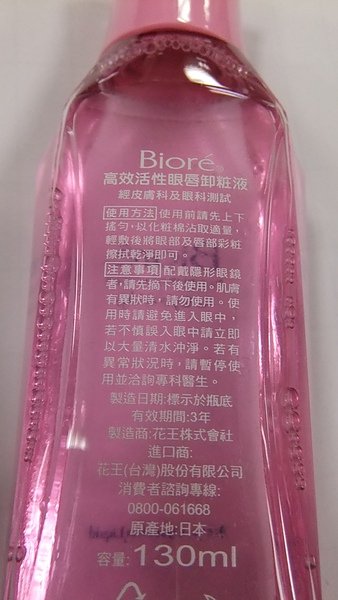 Bioré®
高效活性眼唇卸粧液
經皮膚科及眼科測試
使用方法 使用前請先上下
搖勻,以化粧棉沾取適量,
輕敷後將眼部及唇部彩粧
擦拭乾淨即可。
注意事項 配戴隱形眼鏡
者,請先摘下後使用。肌膚
有異狀時,請勿使用。使
用時請避免進入眼中,
若不慎誤入眼中請立即
以大量清水沖淨。若有
異常狀況時,請暫停使
用並洽詢專科醫生。
製造日期:標示於瓶底
有效期間:3年
製造商:花王株式會社
進口商:
花王(台灣)股份有限公司
消費者諮詢專線:
0800-061668
原產地:日本
容量:130ml